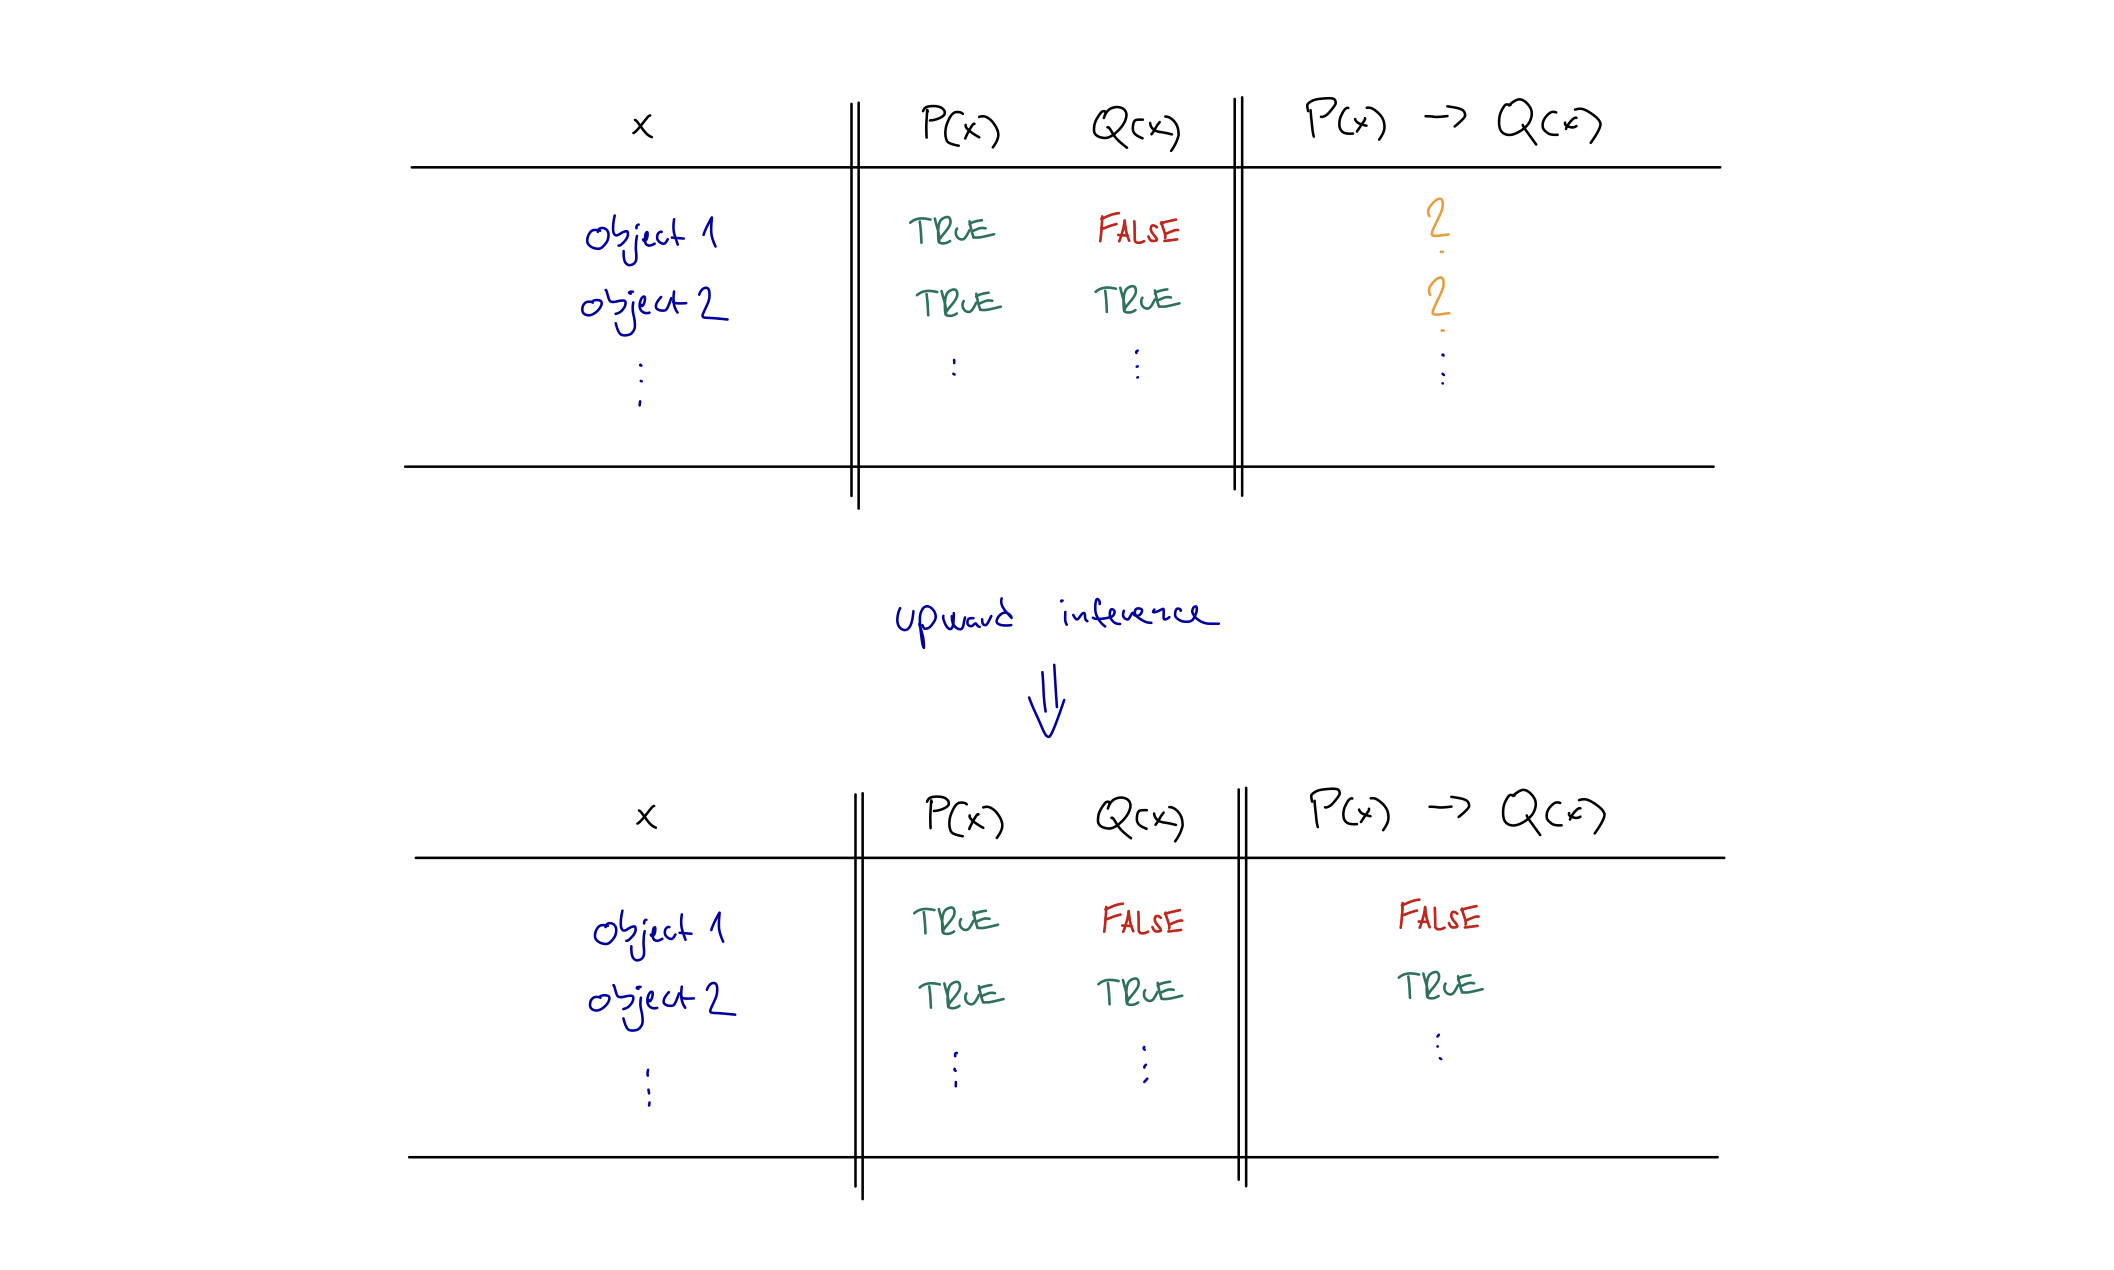 x P(x) Q(x) P(x) → Q(x)
object 1 TRUE FALSE ?
object 2 TRUE TRUE ?
⋮ : ⋮ ⋮
upward inference
⇓
x P(x) Q(x) P(x) → Q(x)
object 1 TRUE FALSE FALSE
object 2 TRUE TRUE TRUE
⋮ ⋮ ⋮ ⋮